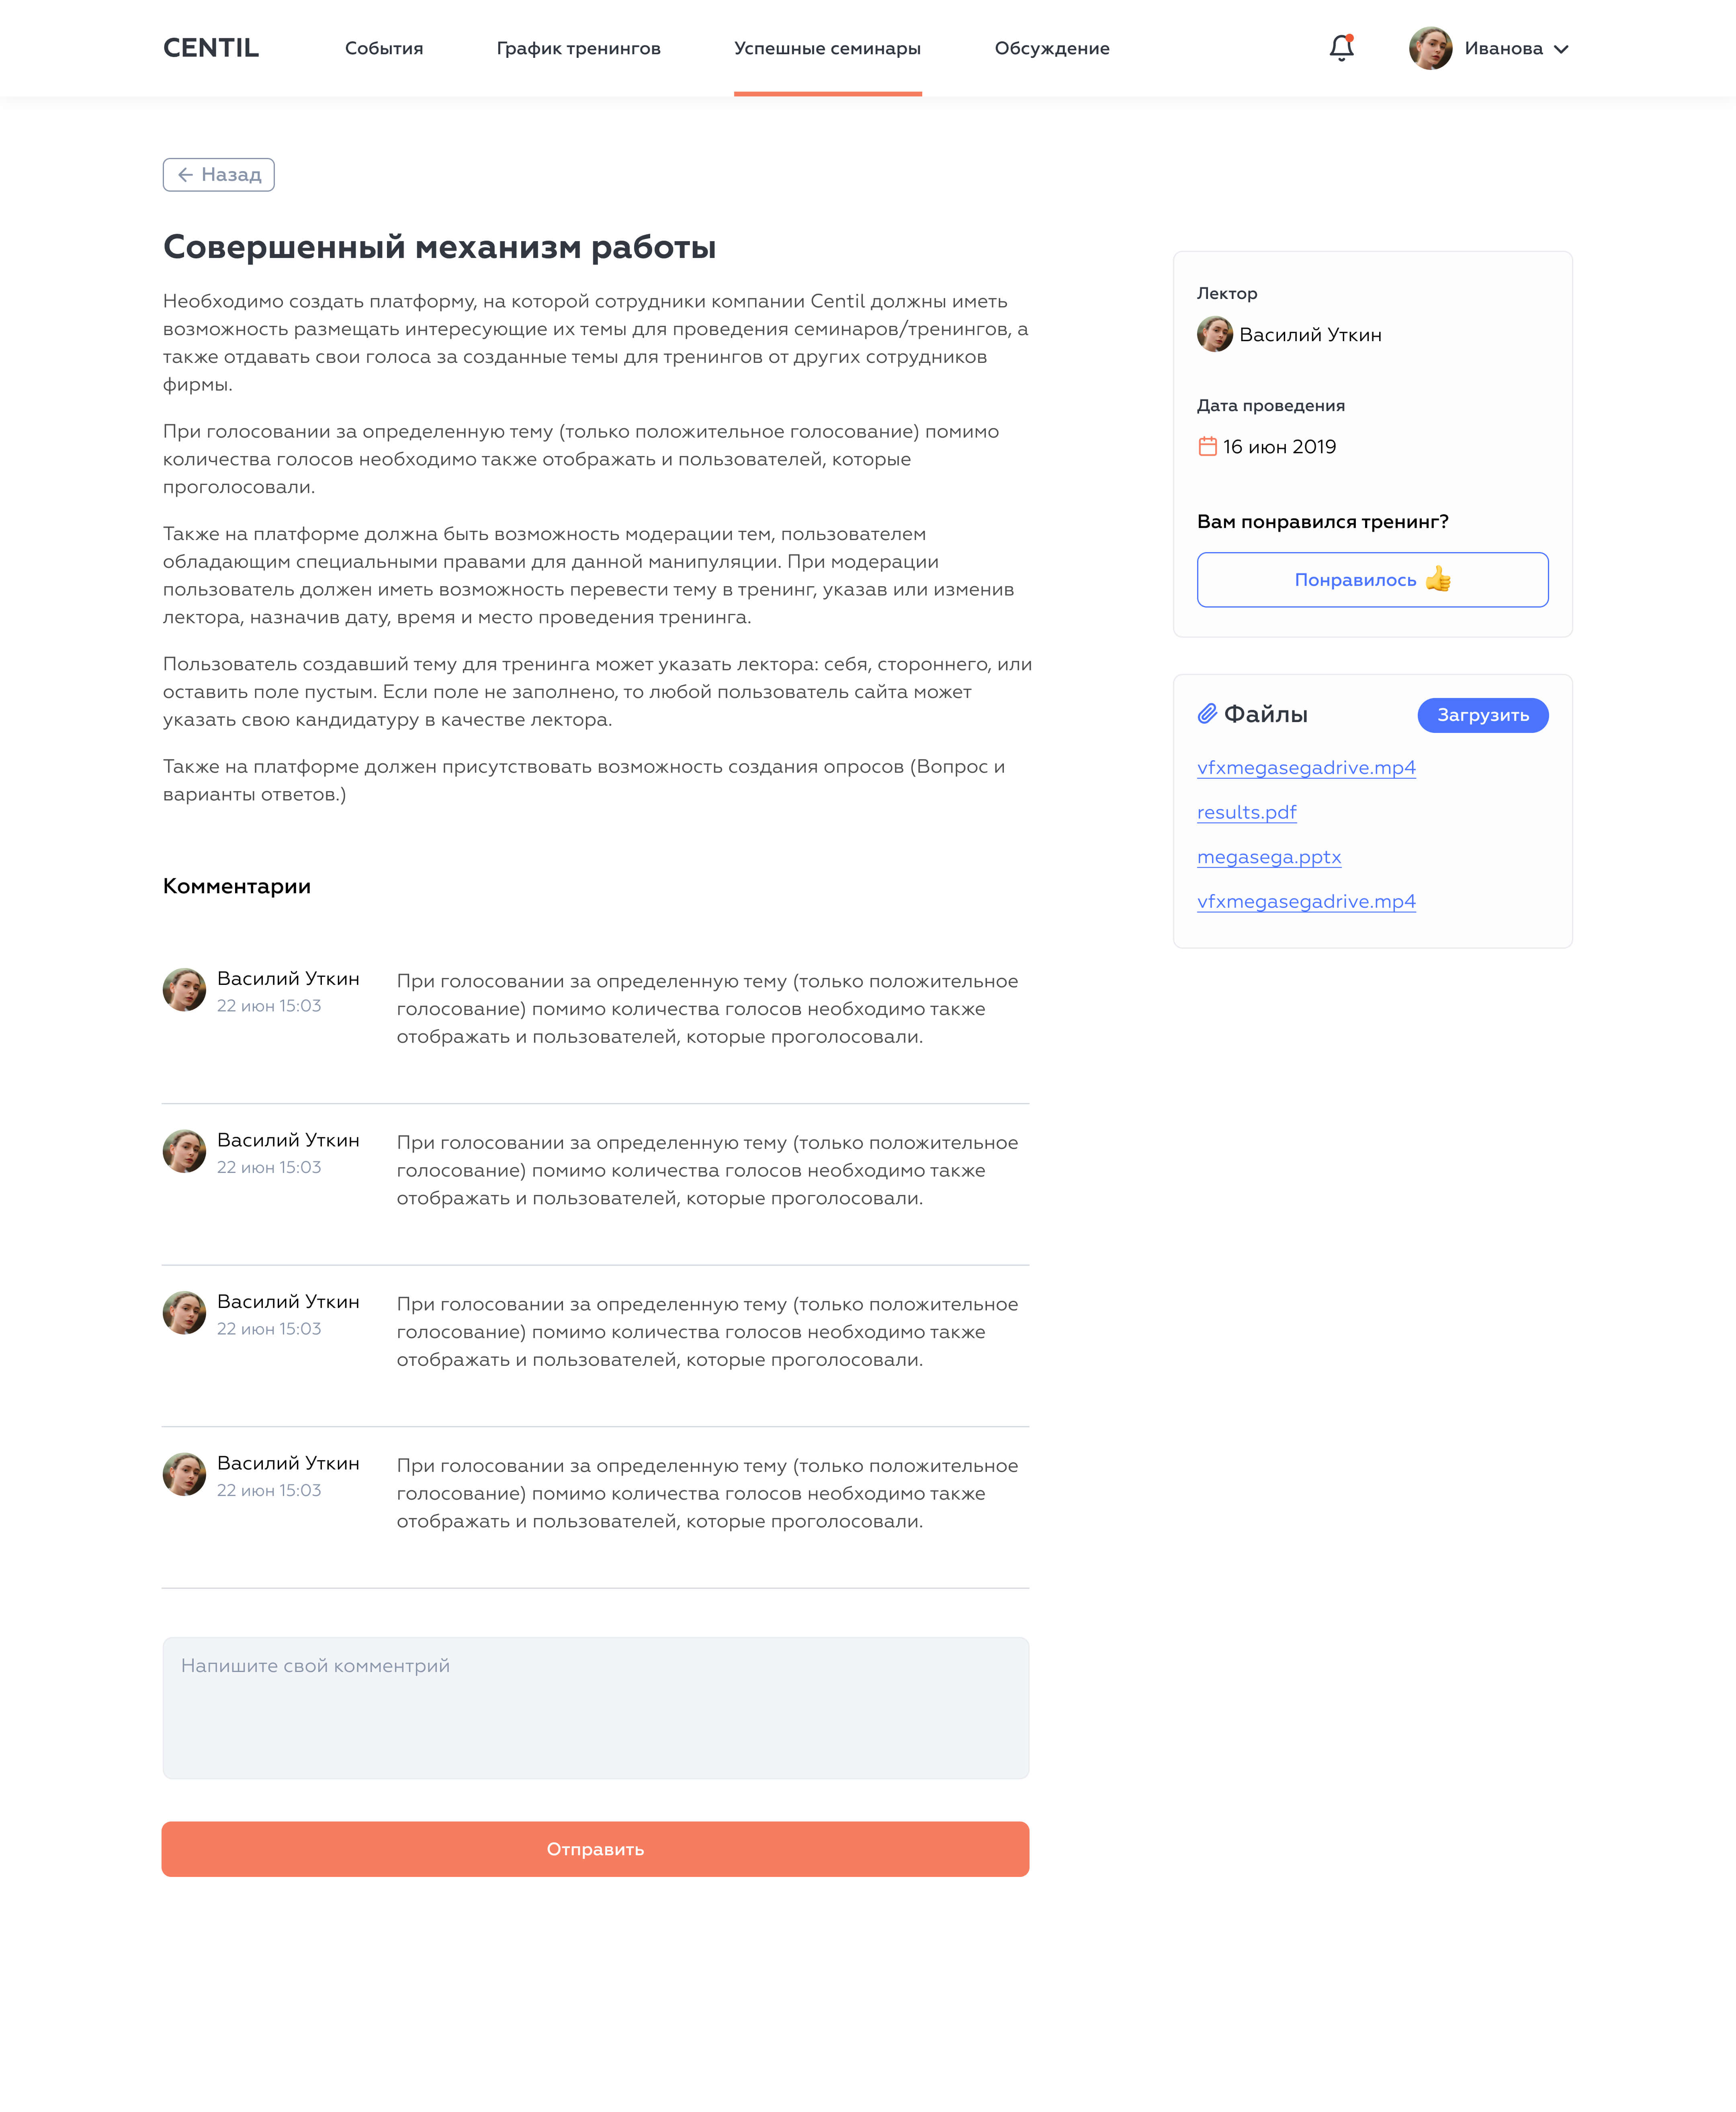 CENTIL
События
График тренингов
Успешные семинары
Обсуждение
Иванова
Назад
Совершенный механизм работы
Необходимо создать платформу, на которой сотрудники компании Centil должны иметь
возможность размещать интересующие их темы для проведения семинаров/тренингов, а
также отдавать свои голоса за созданные темы для тренингов от других сотрудников
фирмы.
При голосовании за определенную тему (только положительное голосование) помимо
количества голосов необходимо также отображать и пользователей, которые
проголосовали.
Также на платформе должна быть возможность модерации тем, пользователем
обладающим специальными правами для данной манипуляции. При модерации
пользователь должен иметь возможность перевести тему в тренинг, указав или изменив
лектора, назначив дату, время и место проведения тренинга.
Пользователь создавший тему для тренинга может указать лектора: себя, стороннего, или
оставить поле пустым. Если поле не заполнено, то любой пользователь сайта может
указать свою кандидатуру в качестве лектора.
Также на платформе должен присутствовать возможность создания опросов (Вопрос и
варианты ответов.)
Лектор
Василий Уткин
Дата проведения
16 июн 2019
Вам понравился тренинг?
Понравилось 👍
Файлы
Загрузить
vfxmegasegadrive.mp4
results.pdf
megasega.pptx
vfxmegasegadrive.mp4
Комментарии
Василий Уткин
22 июн 15:03
При голосовании за определенную тему (только положительное
голосование) помимо количества голосов необходимо также
отображать и пользователей, которые проголосовали.
Василий Уткин
22 июн 15:03
При голосовании за определенную тему (только положительное
голосование) помимо количества голосов необходимо также
отображать и пользователей, которые проголосовали.
Василий Уткин
22 июн 15:03
При голосовании за определенную тему (только положительное
голосование) помимо количества голосов необходимо также
отображать и пользователей, которые проголосовали.
Василий Уткин
22 июн 15:03
При голосовании за определенную тему (только положительное
голосование) помимо количества голосов необходимо также
отображать и пользователей, которые проголосовали.
Напишите свой комментрий
Отправить